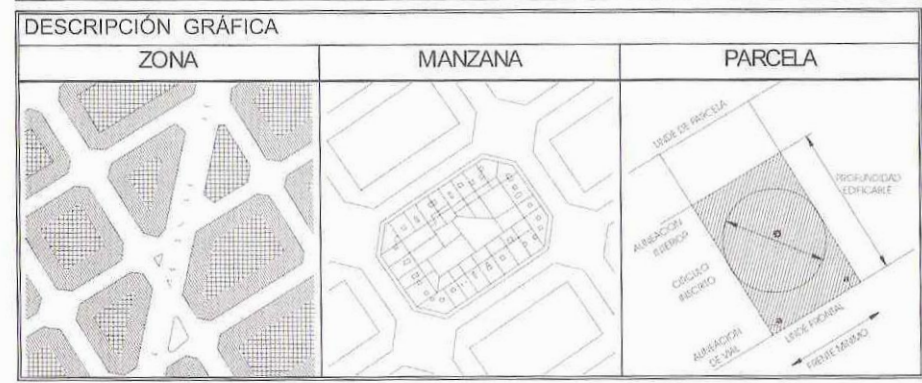 DESCRIPCIÓN GRÁFICA
ZONA
MANZANA
PARCELA
LINDE DE PARCELA
PROFUNDIDAD
EDIFICABLE
ALINEACION
INTERIOR
CIRCULO
INSCRITO
ALINEACION
DE VIAL
LINDE FRONTAL
FRENTE MINIMO